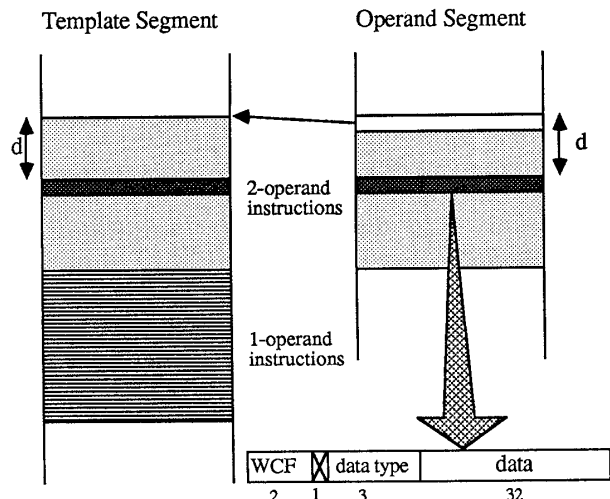 Template Segment
Operand Segment
d
d
2-operand
instructions
1-operand
instructions
WCF
data type
data
2
1
3
32